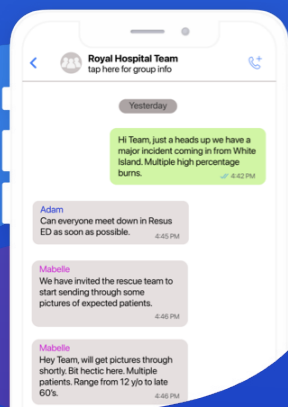 Royal Hospital Team
tap here for group info
Yesterday
Hi Team, just a heads up we have a
major incident coming in from White
Island. Multiple high percentage
burns.
4:42 PM
Adam
Can everyone meet down in Resus
ED as soon as possible.
4:45 PM
Mabelle
We have invited the rescue team to
start sending through some
pictures of expected patients.
4:46 PM
Mabelle
Hey Team, will get pictures through
shortly. Bit hectic here. Multiple
patients. Range from 12 y/o to late
60's.
4:46 PM